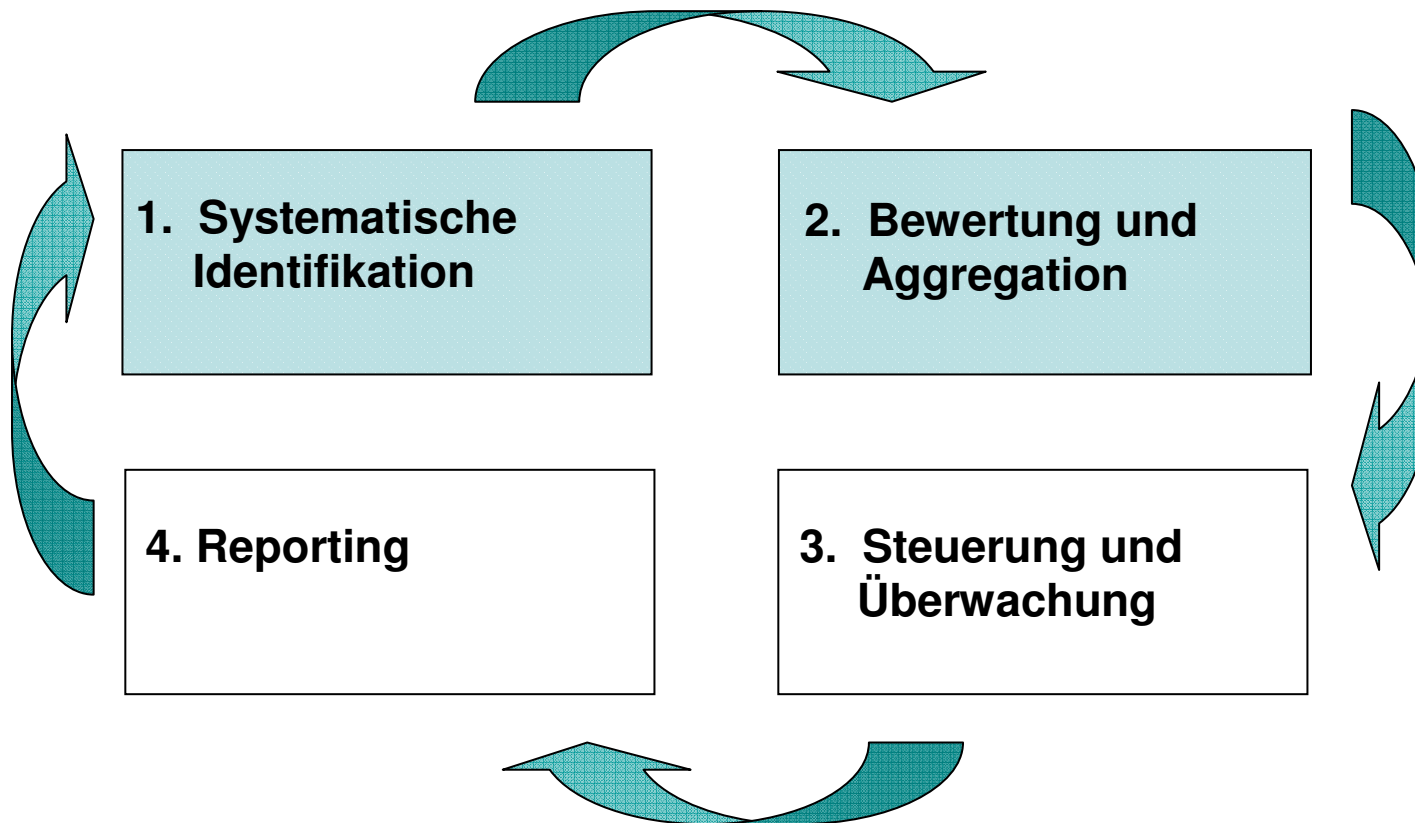 1. Systematische
Identifikation
2. Bewertung und
Aggregation
4. Reporting
3. Steuerung und
Überwachung